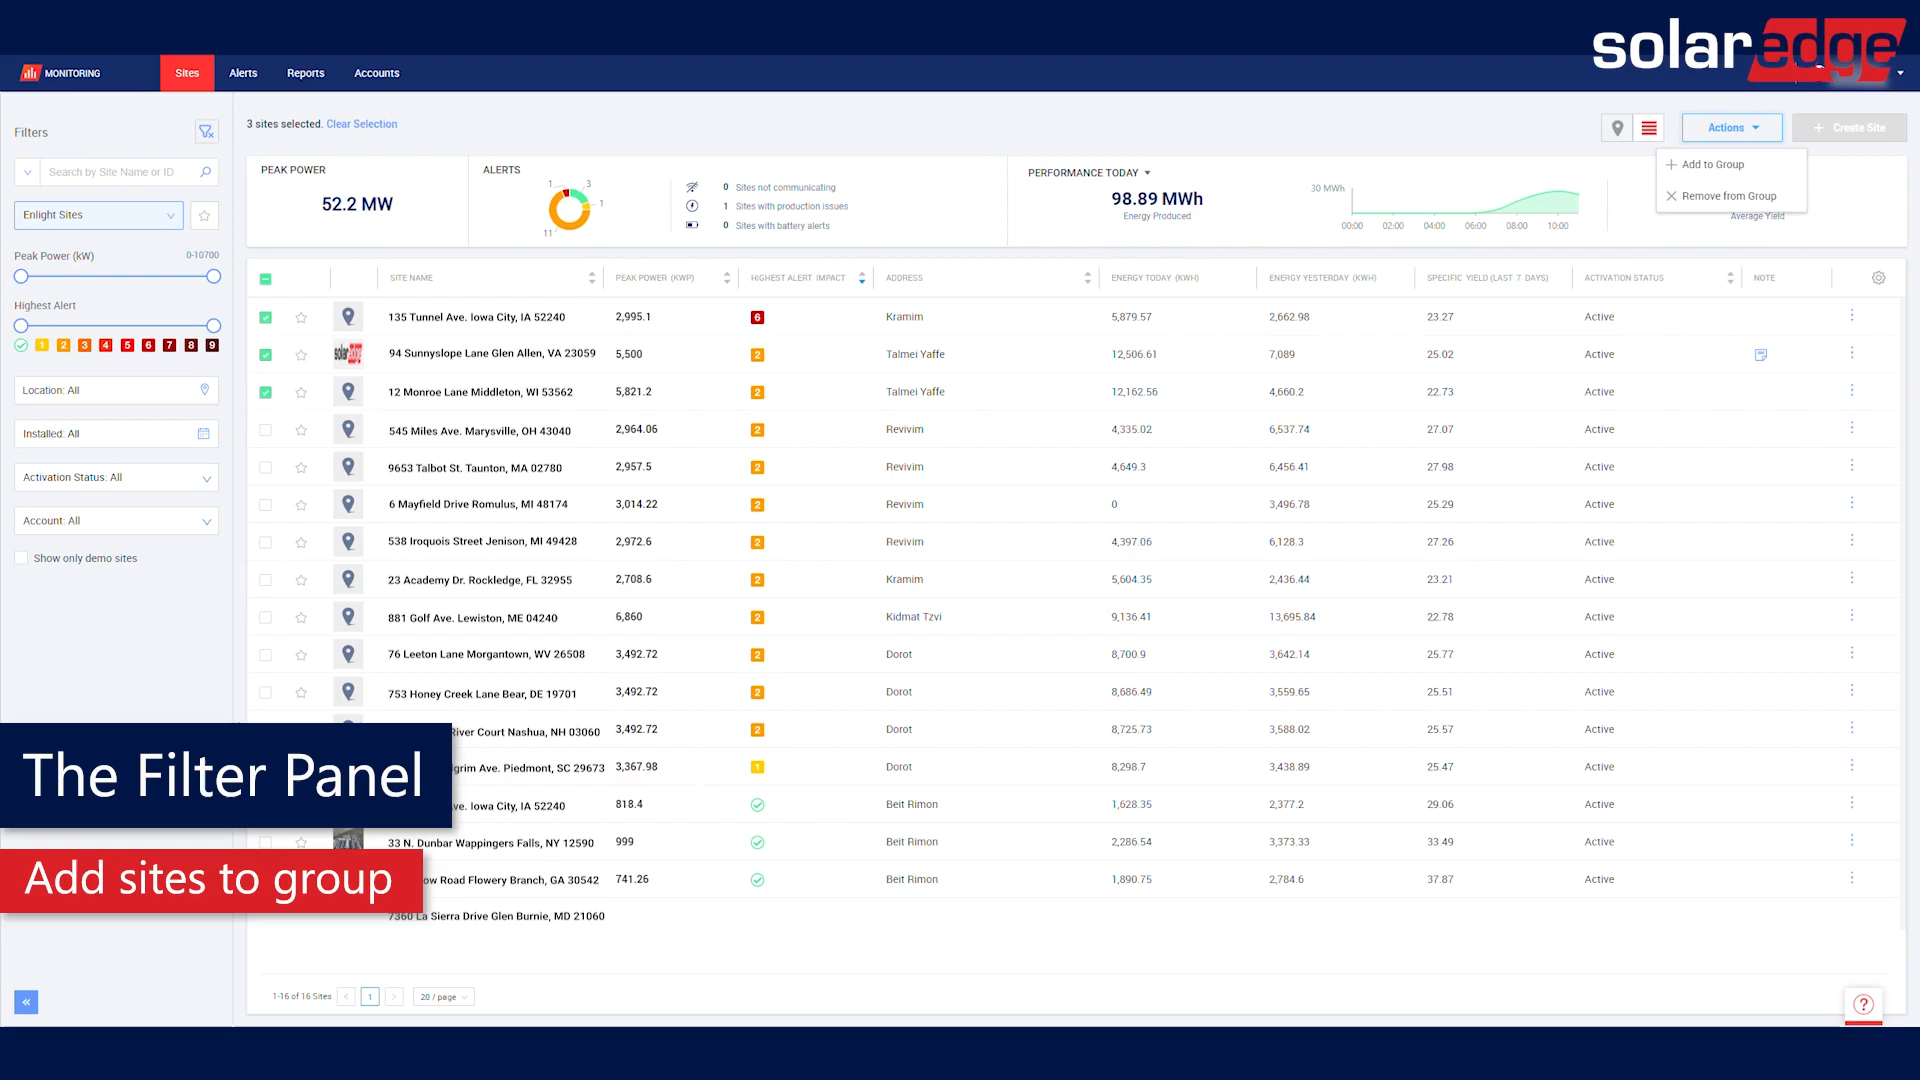 solaredge
MONITORING Sites Alerts Reports Accounts
Filters
Search by Site Name or ID
Enlight Sites
Peak Power (kW) 0-10700
Highest Alert
1 2 3 4 5 6 7 8 9
Location: All
Installed: All
Activation Status: All
Account: All
Show only demo sites
3 sites selected. Clear Selection
Actions
+ Create Site
Add to Group
Remove from Group
PEAK POWER
52.2 MW
ALERTS
1 3 1 11
0 Sites not communicating
1 Sites with production issues
0 Sites with battery alerts
PERFORMANCE TODAY
98.89 MWh
Energy Produced
30 MWh
00:00 02:00 04:00 06:00 08:00 10:00
Average Yield
SITE NAME PEAK POWER (KWP) HIGHEST ALERT IMPACT ADDRESS ENERGY TODAY (KWH) ENERGY YESTERDAY (KWH) SPECIFIC YIELD (LAST 7 DAYS) ACTIVATION STATUS NOTE
135 Tunnel Ave. Iowa City, IA 52240 2,995.1 6 Kramim 5,879.57 2,662.98 23.27 Active
solaredge 94 Sunnyslope Lane Glen Allen, VA 23059 5,500 2 Talmei Yaffe 12,506.61 7,089 25.02 Active
12 Monroe Lane Middleton, WI 53562 5,821.2 2 Talmei Yaffe 12,162.56 4,660.2 22.73 Active
545 Miles Ave. Marysville, OH 43040 2,964.06 2 Revivim 4,335.02 6,537.74 27.07 Active
9653 Talbot St. Taunton, MA 02780 2,957.5 2 Revivim 4,649.3 6,456.41 27.98 Active
6 Mayfield Drive Romulus, MI 48174 3,014.22 2 Revivim 0 3,496.78 25.29 Active
538 Iroquois Street Jenison, MI 49428 2,972.6 2 Revivim 4,397.06 6,128.3 27.26 Active
23 Academy Dr. Rockledge, FL 32955 2,708.6 2 Kramim 5,604.35 2,436.44 23.21 Active
881 Golf Ave. Lewiston, ME 04240 6,860 2 Kidmat Tzvi 9,136.41 13,695.84 22.78 Active
76 Leeton Lane Morgantown, WV 26508 3,492.72 2 Dorot 8,700.9 3,642.14 25.77 Active
753 Honey Creek Lane Bear, DE 19701 3,492.72 2 Dorot 8,686.49 3,559.65 25.51 Active
River Court Nashua, NH 03060 3,492.72 2 Dorot 8,725.73 3,588.02 25.57 Active
lgrim Ave. Piedmont, SC 29673 3,367.98 1 Dorot 8,298.7 3,438.89 25.47 Active
ve. Iowa City, IA 52240 818.4 Beit Rimon 1,628.35 2,377.2 29.06 Active
33 N. Dunbar Wappingers Falls, NY 12590 999 Beit Rimon 2,286.54 3,373.33 33.49 Active
ow Road Flowery Branch, GA 30542 741.26 Beit Rimon 1,890.75 2,784.6 37.87 Active
7360 La Sierra Drive Glen Burnie, MD 21060
The Filter Panel
Add sites to group
1-16 of 16 Sites < 1 > 20 / page
«
?